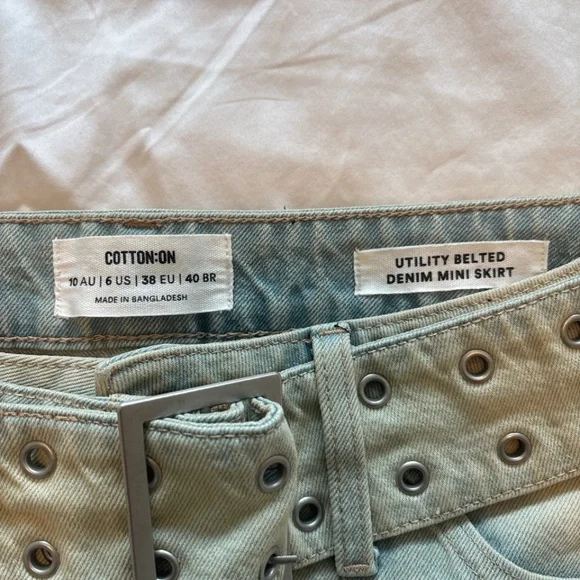 COTTON:ON
10 AU | 6 US | 38 EU | 40 BR
MADE IN BANGLADESH
UTILITY BELTED
DENIM MINI SKIRT